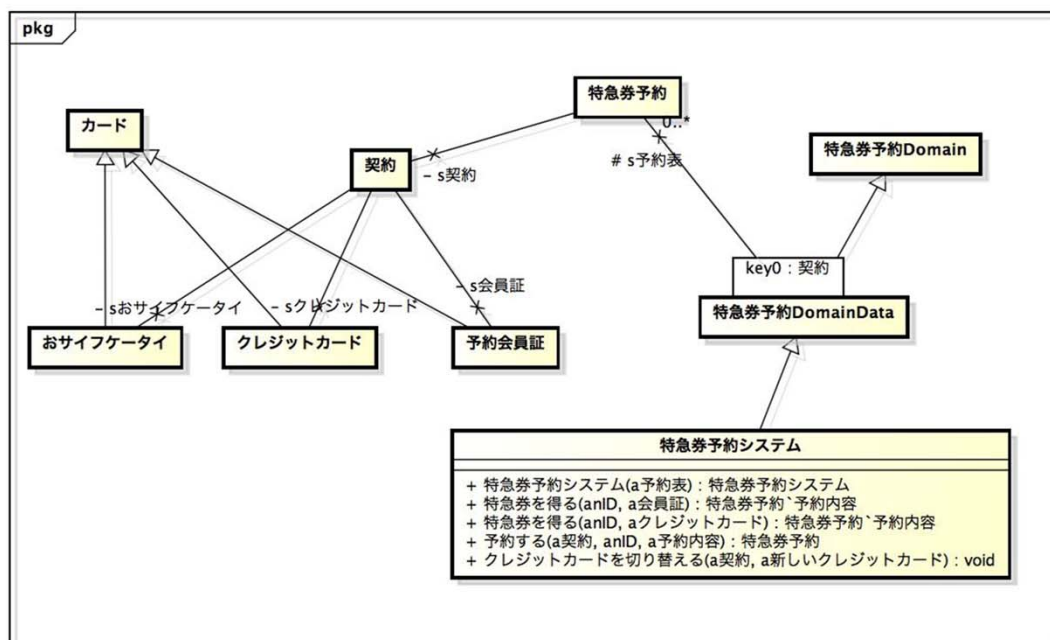 pkg
特急券予約
カード
0..*
特急券予約Domain
契約
- s契約
# s予約表
key0 : 契約
- s会員証
- sおサイフケータイ
- sクレジットカード
特急券予約DomainData
おサイフケータイ
クレジットカード
予約会員証
特急券予約システム
+ 特急券予約システム(a予約表) : 特急券予約システム
+ 特急券を得る(anID, a会員証) : 特急券予約`予約内容
+ 特急券を得る(anID, aクレジットカード) : 特急券予約`予約内容
+ 予約する(a契約, anID, a予約内容) : 特急券予約
+ クレジットカードを切り替える(a契約, a新しいクレジットカード) : void